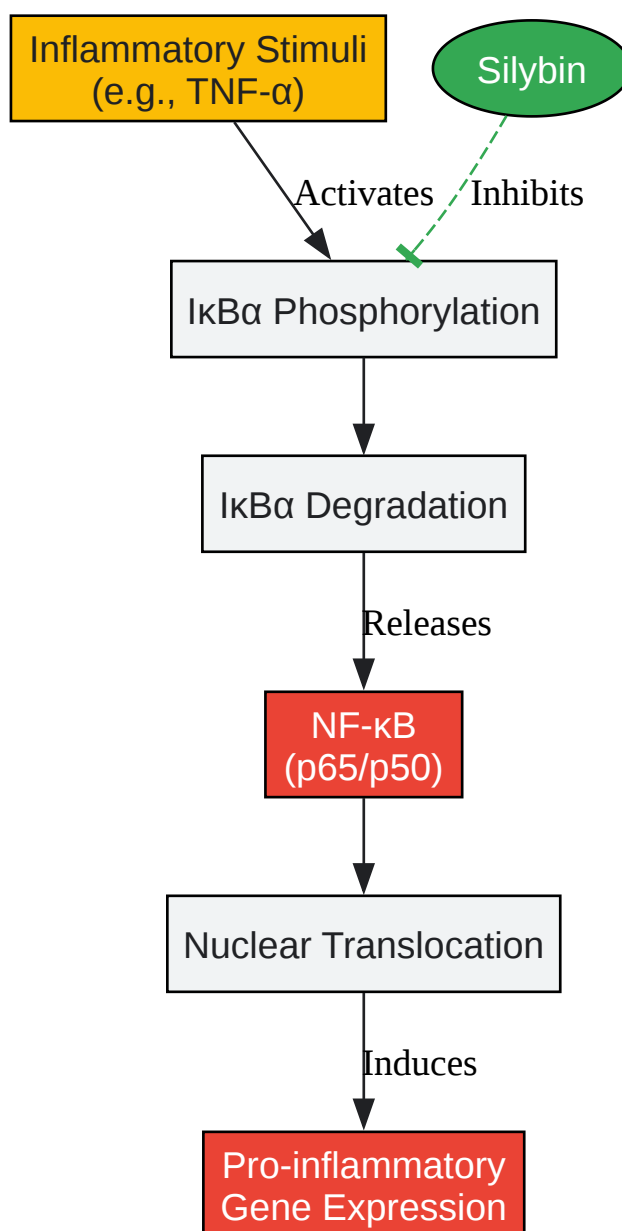 Inflammatory Stimuli
(e.g., TNF-α)
Silybin
Activates
Inhibits
IκBα Phosphorylation
IκBα Degradation
Releases
NF-κB
(p65/p50)
Nuclear Translocation
Induces
Pro-inflammatory
Gene Expression